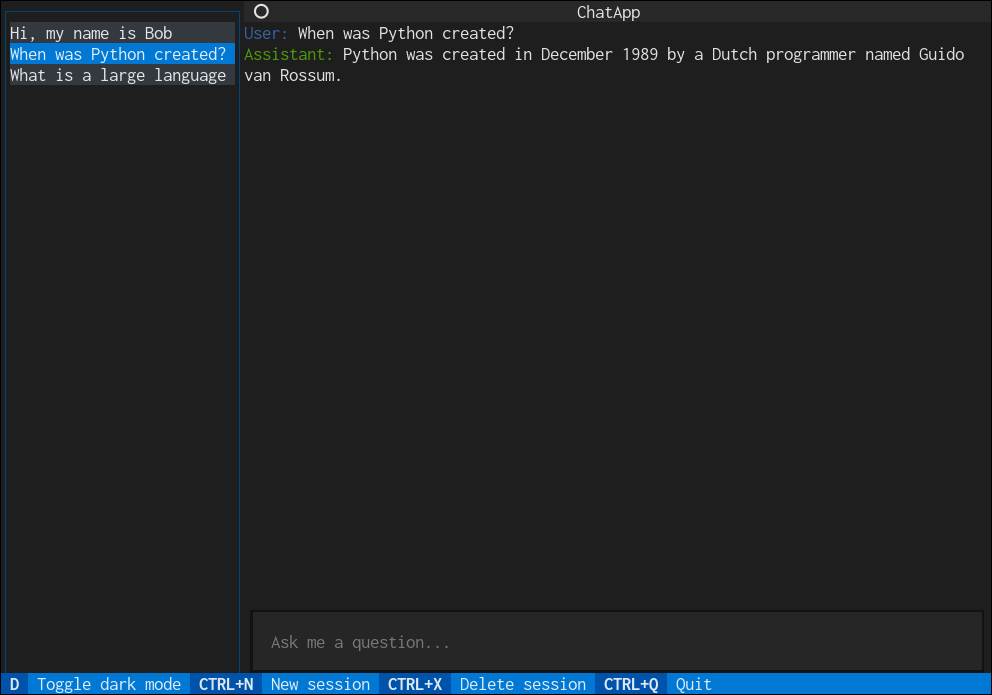 ChatApp
Hi, my name is Bob
When was Python created?
What is a large language
User: When was Python created?
Assistant: Python was created in December 1989 by a Dutch programmer named Guido
van Rossum.
Ask me a question...
D Toggle dark mode CTRL+N New session CTRL+X Delete session CTRL+Q Quit